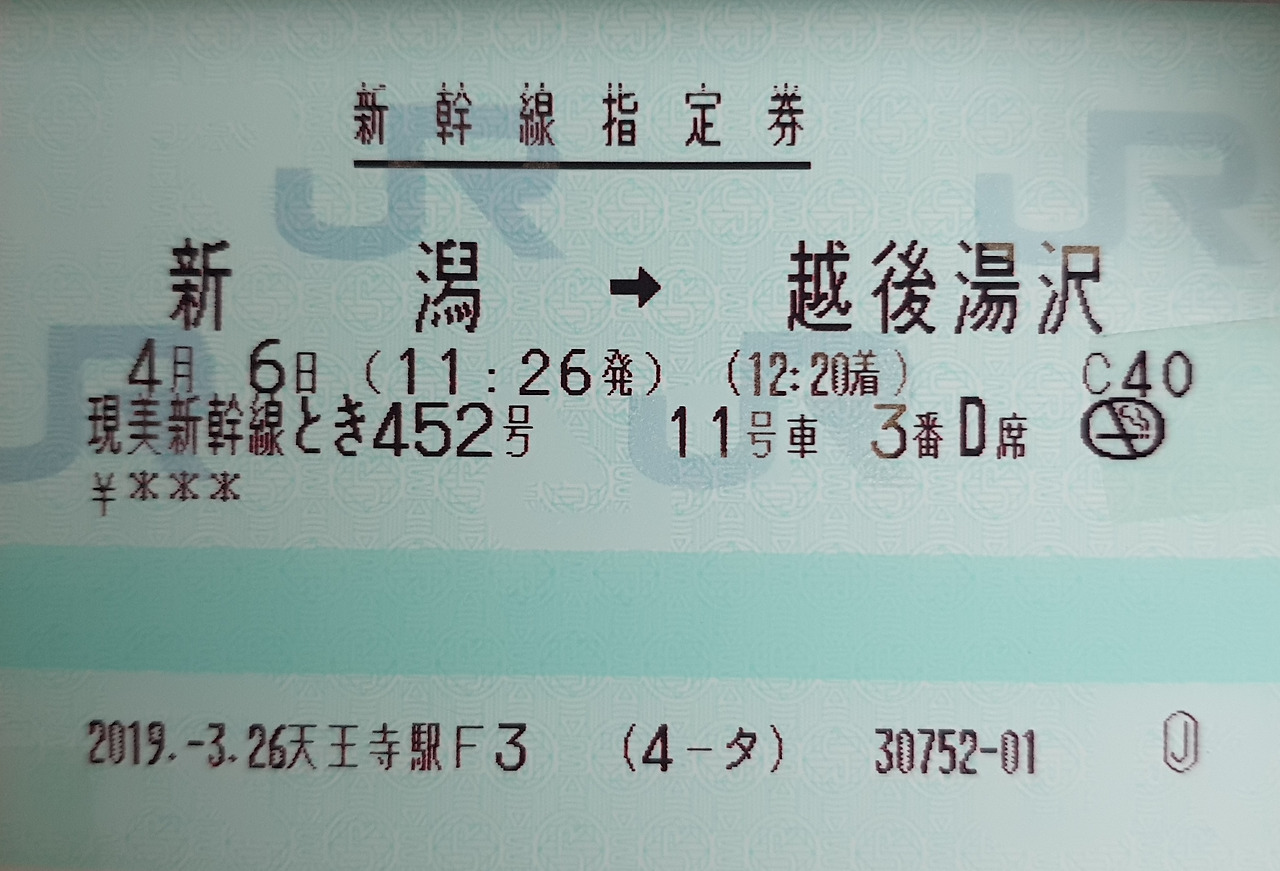 新幹線指定券
新潟 → 越後湯沢
4月 6日 (11:26発) (12:20着) C40
現美新幹線とき452号 11号車 3番D席
¥***
2019.-3.26天王寺駅F3 (4-タ) 30752-01 Ⓙ